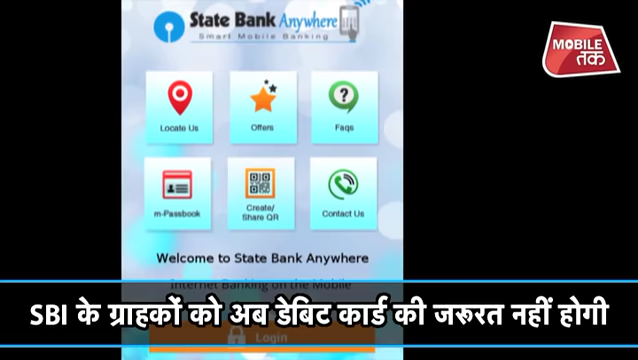 State Bank Anywhere
Smart Mobile Banking
MOBILE
तक
Locate Us
Offers
Faqs
m-Passbook
Create/
Share QR
Contact Us
Welcome to State Bank Anywhere
Internet Banking on the Mobile
SBI के ग्राहकों को अब डेबिट कार्ड की जरूरत नहीं होगी
Login